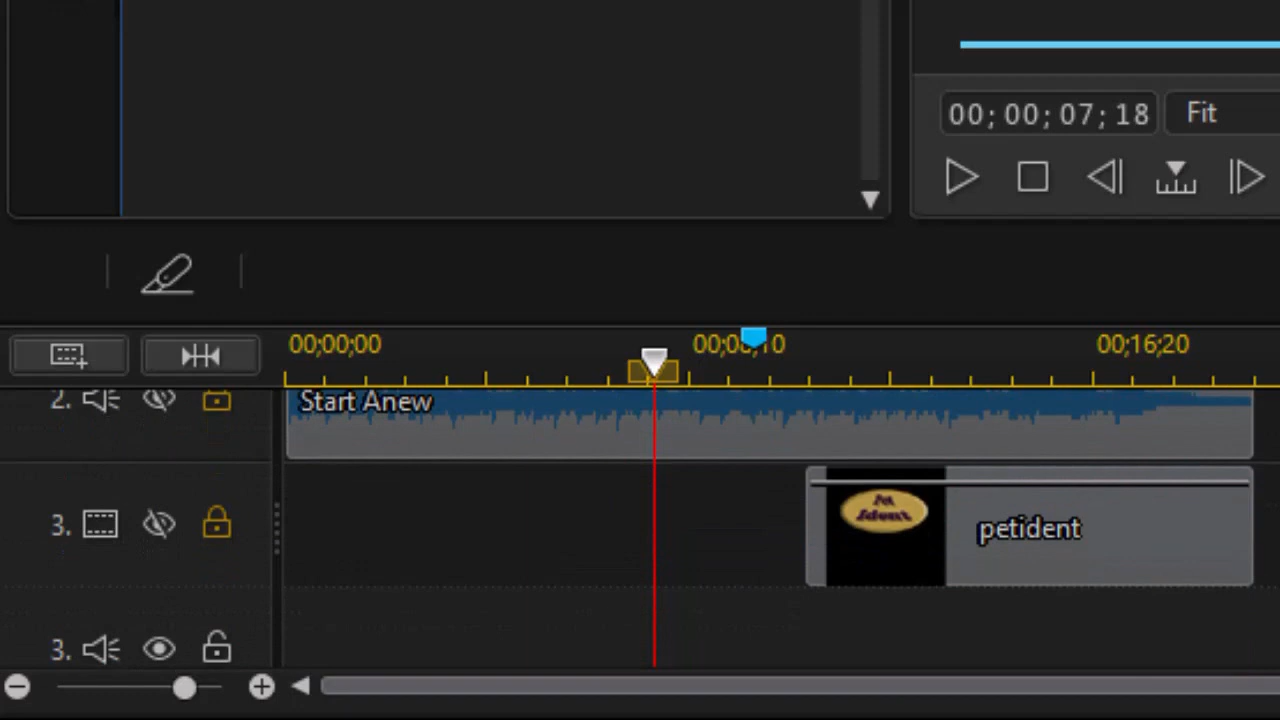 00; 00; 07; 18 Fit
00;00;00 00;08;10 00;16;20
2. Start Anew
3. petident
3.